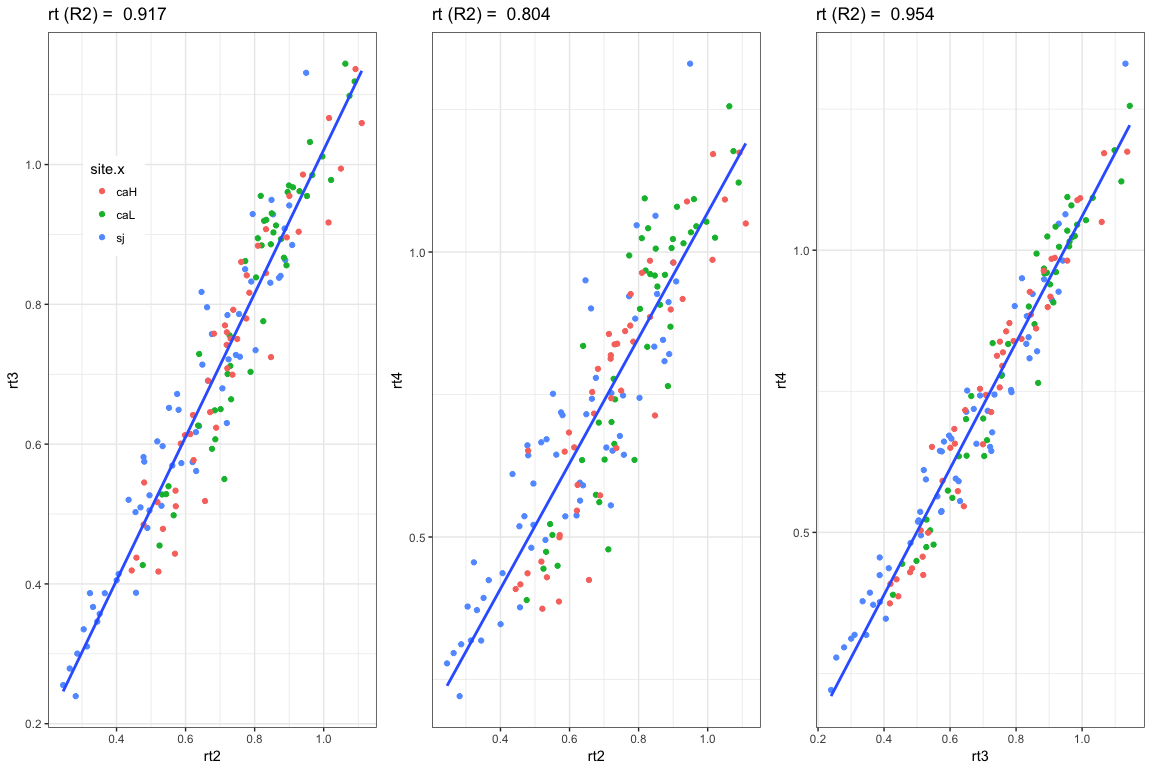 rt (R2) = 0.917
rt3
1.0
0.8
0.6
0.4
0.2
site.x
caH
caL
sj
0.4 0.6 0.8 1.0
rt2
rt (R2) = 0.804
rt4
1.0
0.5
0.4 0.6 0.8 1.0
rt2
rt (R2) = 0.954
rt4
1.0
0.5
0.2 0.4 0.6 0.8 1.0
rt3